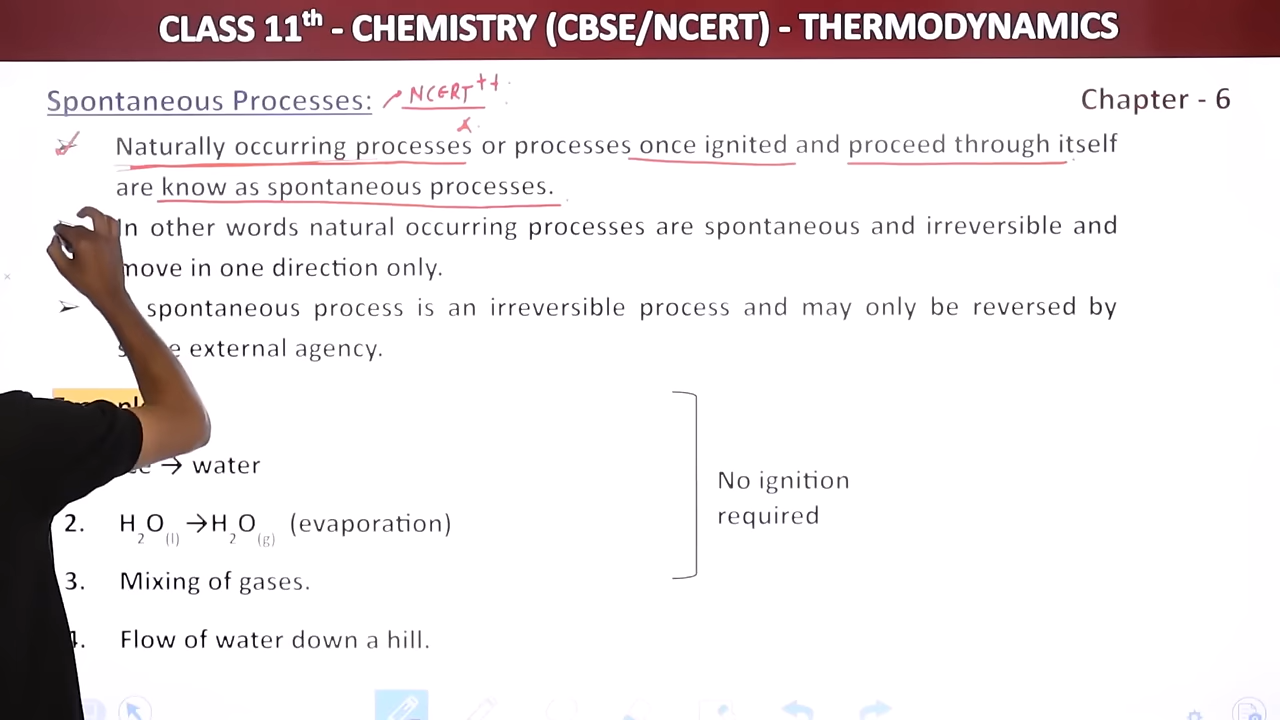 CLASS 11th - CHEMISTRY (CBSE/NCERT) - THERMODYNAMICS
Spontaneous Processes: NCERT++
Chapter - 6
Naturally occurring processes or processes once ignited and proceed through itself
are know as spontaneous processes.
In other words natural occurring processes are spontaneous and irreversible and
move in one direction only.
spontaneous process is an irreversible process and may only be reversed by
external agency.
→ water
No ignition
required
2. H2O(l) →H2O(g) (evaporation)
3. Mixing of gases.
4. Flow of water down a hill.